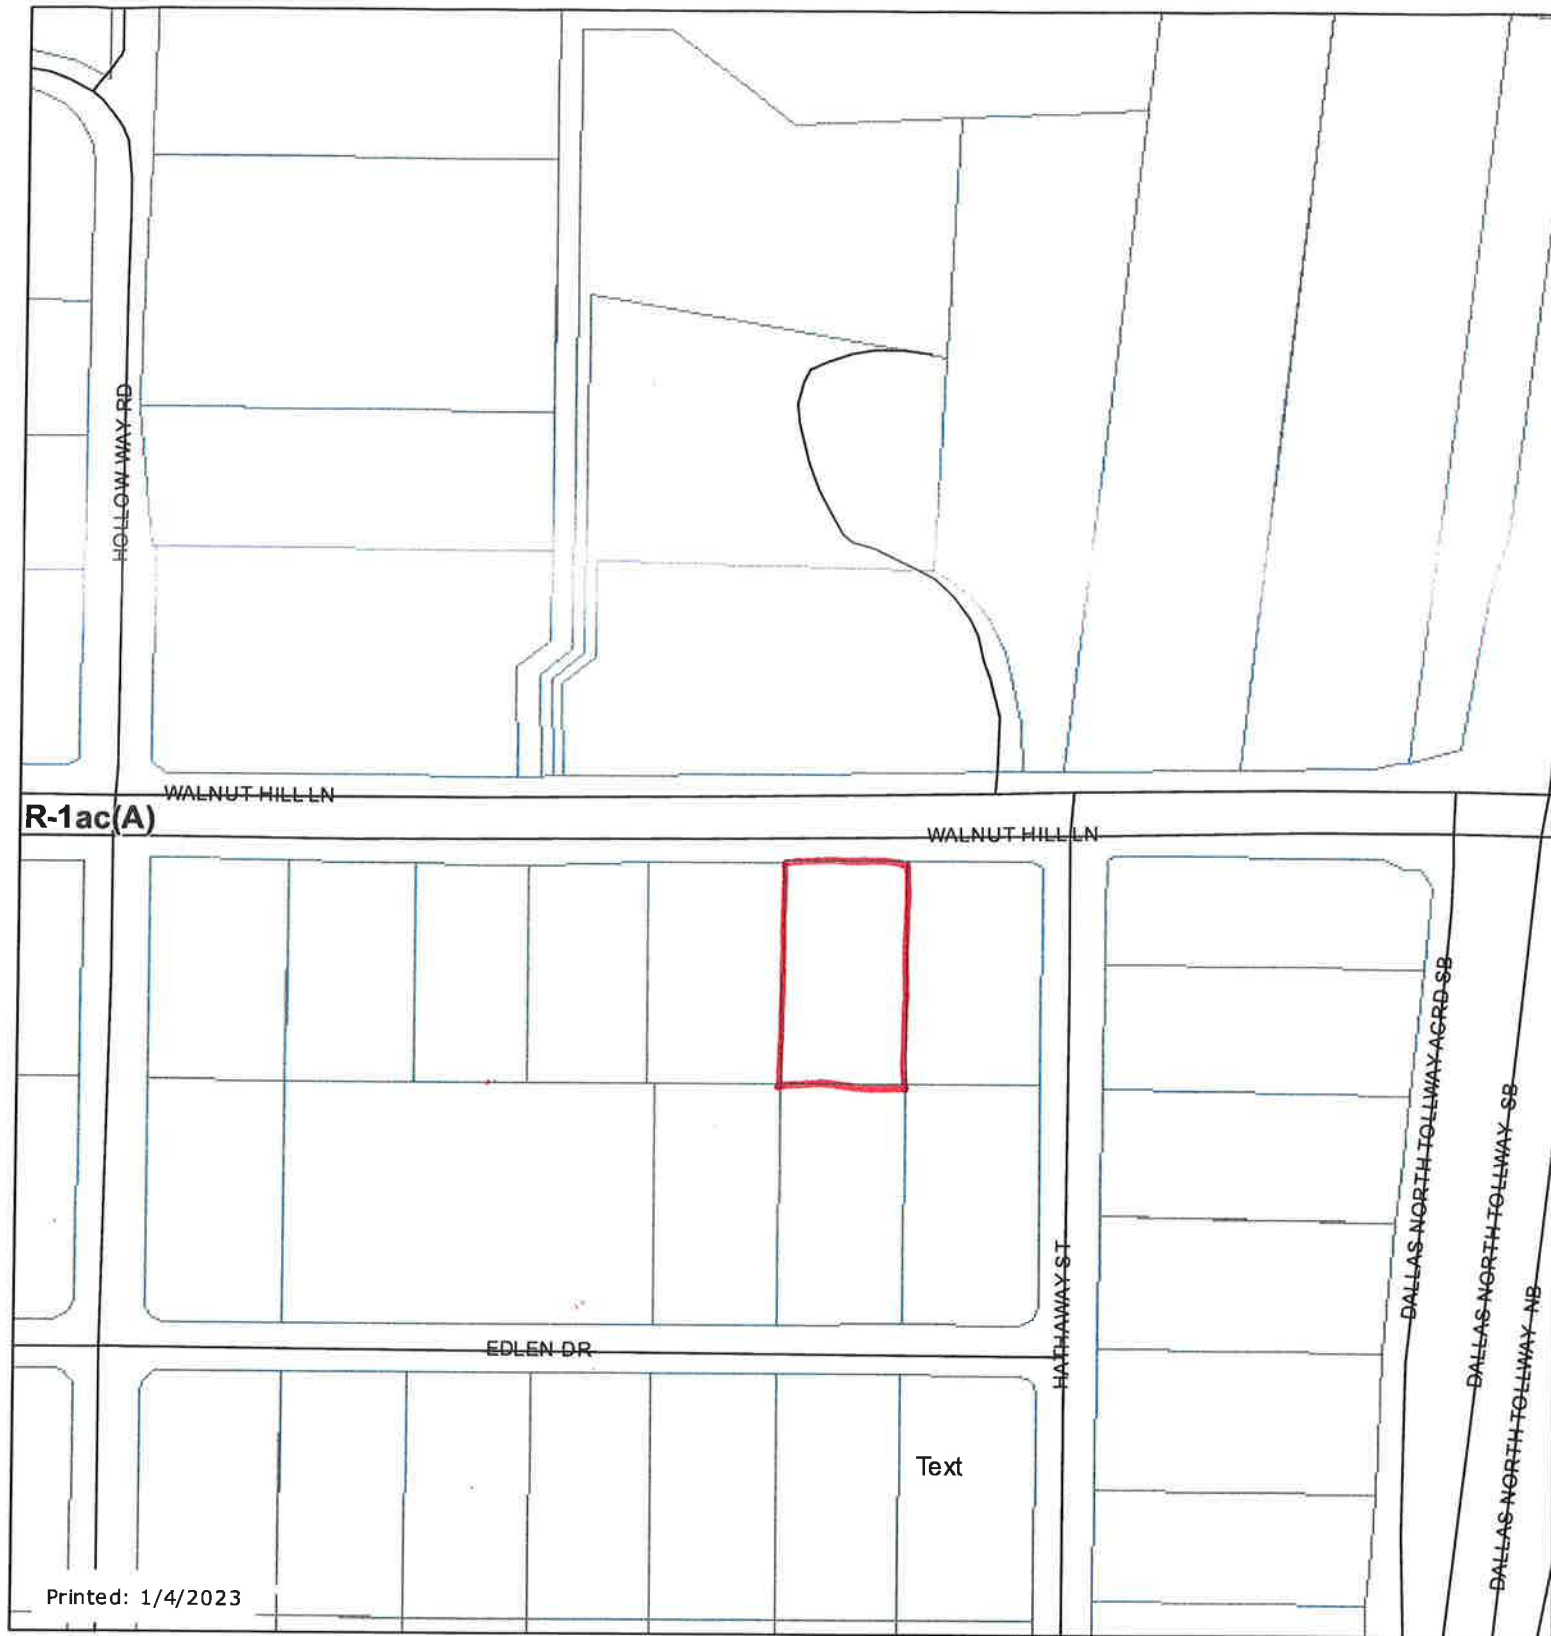 HOLLOW WAY RD
WALNUT HILL LN
R-1ac(A)
WALNUT HILL LN
DALLAS NORTH TOLLWAY ACRD SB
DALLAS NORTH TOLLWAY SB
HATHAWAY ST
DALLAS NORTH TOLLWAY NB
EDLEN DR
Text
Printed: 1/4/2023